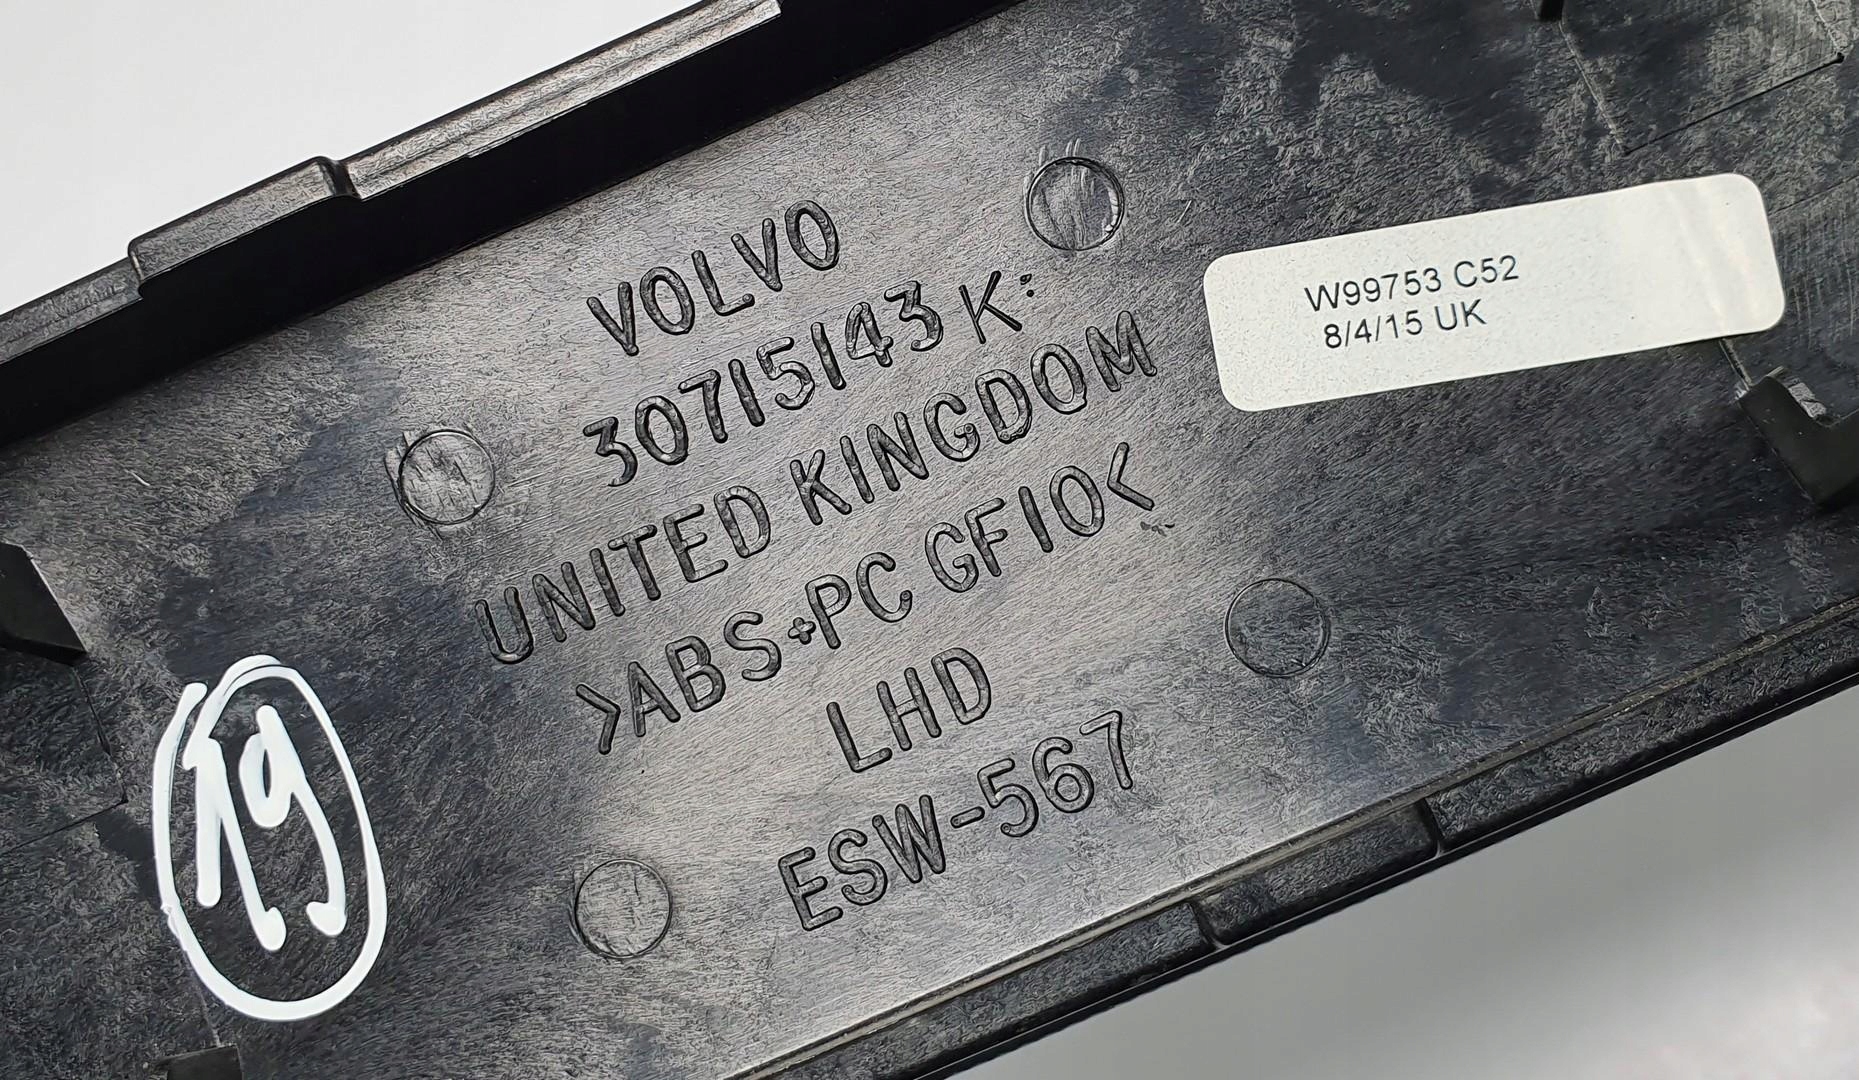 VOLVO
30715143 K:
UNITED KINGDOM
>ABS+PC GF10<
LHD
ESW-567
W99753 C52
8/4/15 UK
19